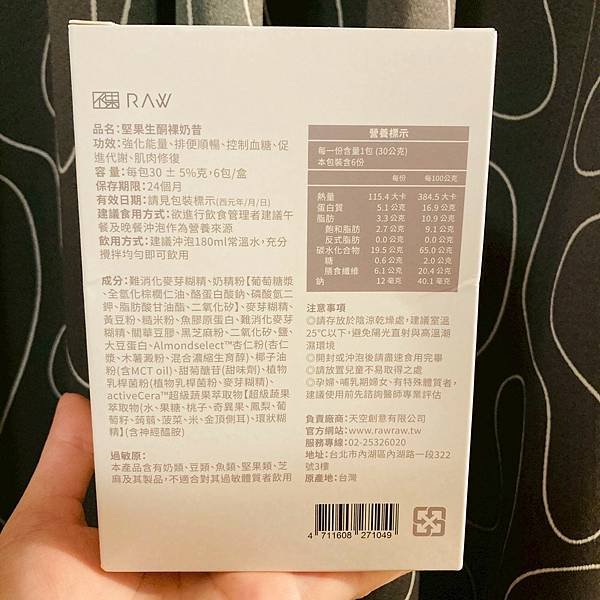 裸 RAW
品名:堅果生酮裸奶昔
功效:強化能量、排便順暢、控制血糖、促
進代謝、肌肉修復
容 量:每包30 ± 5%克,6包/盒
保存期限:24個月
有效日期:請見包裝標示(西元年/月/日)
建議食用方式:欲進行飲食管理者建議午
餐及晚餐沖泡作為營養來源
飲用方式:建議沖泡180ml常溫水,充分
攪拌均勻即可飲用
成分:難消化麥芽糊精、奶精粉【葡萄糖漿
、全氫化棕櫚仁油、酪蛋白酸鈉、磷酸氫二
鉀、脂肪酸甘油酯、二氧化矽】、麥芽糊精、
黃豆粉、糙米粉、魚膠原蛋白、難消化麥芽
糊精、關華豆膠、黑芝麻粉、二氧化矽、鹽、
大豆蛋白、Almondselect™杏仁粉(杏仁
漿、木薯澱粉、混合濃縮生育醇)、椰子油
粉(含MCT oil)、甜菊醣苷(甜味劑)、植物
乳桿菌粉(植物乳桿菌粉、麥芽糊精)、
activeCera™超級蔬果萃取物【超級蔬果
萃取物(水、果糖、桃子、奇異果、鳳梨、葡
萄籽、蒟蒻、菠菜、米、金頂側耳)、環狀糊
精】(含神經醯胺)
過敏原:
本產品含有奶類、豆類、魚類、堅果類、芝
麻及其製品,不適合對其過敏體質者飲用
營養標示
每一份含量1包 (30公克)
本包裝含6份
每份 每100公克
熱量 115.4 大卡 384.5 大卡
蛋白質 5.1 公克 16.9 公克
脂肪 3.3 公克 10.9 公克
飽和脂肪 2.7 公克 9.1 公克
反式脂肪 0.0 公克 0.0 公克
碳水化合物 19.5 公克 65.0 公克
糖 0.6 公克 2.0 公克
膳食纖維 6.1 公克 20.4 公克
鈉 12 毫克 40.1 毫克
注意事項
◎請存放於陰涼乾燥處,建議室溫
25°C以下,避免陽光直射與高溫潮
濕環境
◎開封或沖泡後請盡速食用完畢
◎請放置兒童不易取得之處
◎孕婦、哺乳期婦女、有特殊體質者,
建議使用前先諮詢醫師專業評估
負責廠商:天空創意有限公司
官方網站:www.rawraw.tw
服務專線:02-25326020
地址:台北市內湖區內湖路一段322
號3樓
原產地:台灣
4 711608 271049